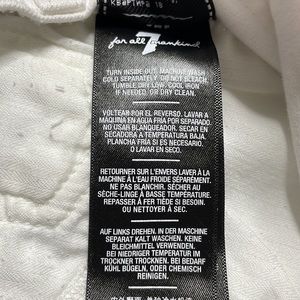 7
for all mankind
TURN INSIDE OUT, MACHINE WASH
COLD SEPARATELY, DO NOT BLEACH,
TUMBLE DRY LOW, COOL IRON
IF NEEDED, OR DRY CLEAN.
VOLTEAR POR EL REVERSO. LAVAR A
MÁQUINA EN AGUA FRÍA POR SEPARADO.
NO USAR BLANQUEADOR. SECAR EN
SECADORA A TEMPERATURA BAJA,
PLANCHA FRÍA SI ES NECESARIO,
O LAVAR EN SECO.
RETOURNER SUR L'ENVERS LAVER À LA
MACHINE À L'EAU FROIDE SÉPARÉMENT.
NE PAS BLANCHIR. SÉCHER AU
SÈCHE-LINGE À BASSE TEMPÉRATURE
REPASSER À FER TIÈDE SI BESOIN
OU NETTOYER À SEC.
AUF LINKS DREHEN. IN DER MASCHINE
SEPARAT KALT WASCHEN. KEINE
BLEICHMITTEL VERWENDEN.
BEI NIEDRIGER TEMPERATUR IM
TROCKNER TROCKNEN. BEI BEDARF
KÜHL BÜGELN, ODER CHEMISCH
REINIGEN.